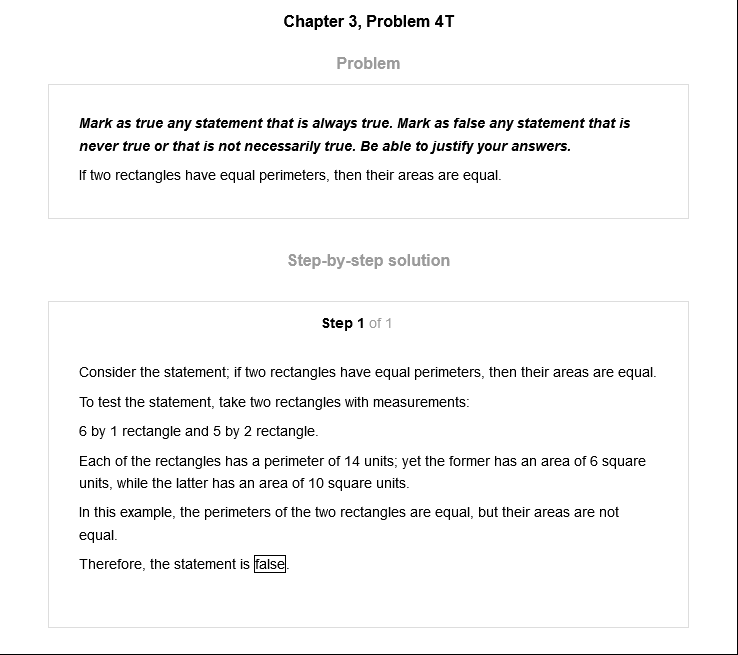 Chapter 3, Problem 4T
Problem
Mark as true any statement that is always true. Mark as false any statement that is
never true or that is not necessarily true. Be able to justify your answers.
If two rectangles have equal perimeters, then their areas are equal.
Step-by-step solution
Step 1 of 1
Consider the statement; if two rectangles have equal perimeters, then their areas are equal.
To test the statement, take two rectangles with measurements:
6 by 1 rectangle and 5 by 2 rectangle.
Each of the rectangles has a perimeter of 14 units; yet the former has an area of 6 square
units, while the latter has an area of 10 square units.
In this example, the perimeters of the two rectangles are equal, but their areas are not
equal.
Therefore, the statement is false.